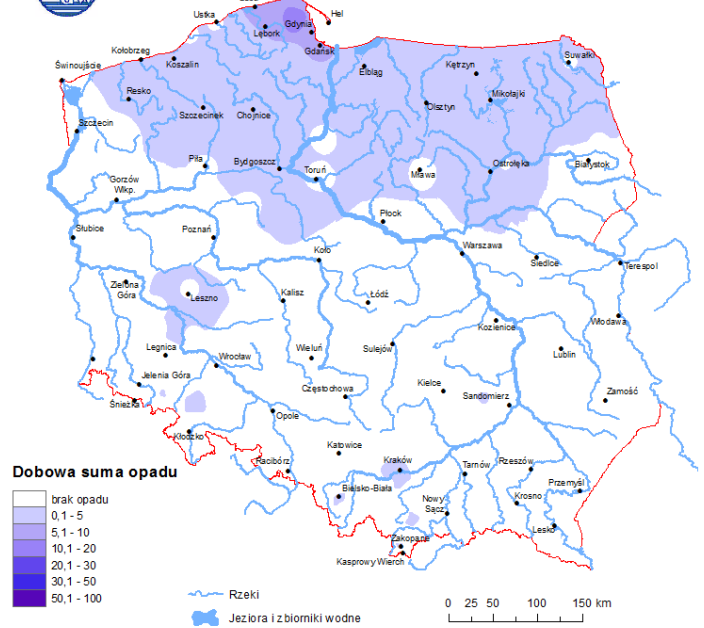 Ustka
Hel
Gdynia
Lębork
Gdańsk
Kołobrzeg
Koszalin
Suwałki
Świnoujście
Elbląg
Kętrzyn
Resko
Mikołajki
Olsztyn
Szczecinek
Chojnice
Szczecin
Piła
Bydgoszcz
Toruń
Mława
Ostrołęka
Białystok
Gorzów
Wlkp.
Płock
Słubice
Poznań
Koło
Warszawa
Siedlce
Terespol
Zielona
Góra
Leszno
Kalisz
Łódź
Kozienice
Włodawa
Legnica
Wrocław
Wieluń
Sulejów
Lublin
Jelenia Góra
Śnieżka
Częstochowa
Kielce
Sandomierz
Zamość
Opole
Kłodzko
Katowice
Racibórz
Kraków
Tarnów
Rzeszów
Bielsko-Biała
Przemyśl
Nowy
Sącz
Krosno
Lesko
Zakopane
Kasprowy Wierch
Dobowa suma opadu
brak opadu
0,1 - 5
5,1 - 10
10,1 - 20
20,1 - 30
30,1 - 50
50,1 - 100
Rzeki
Jeziora i zbiorniki wodne
0 25 50 100 150 km